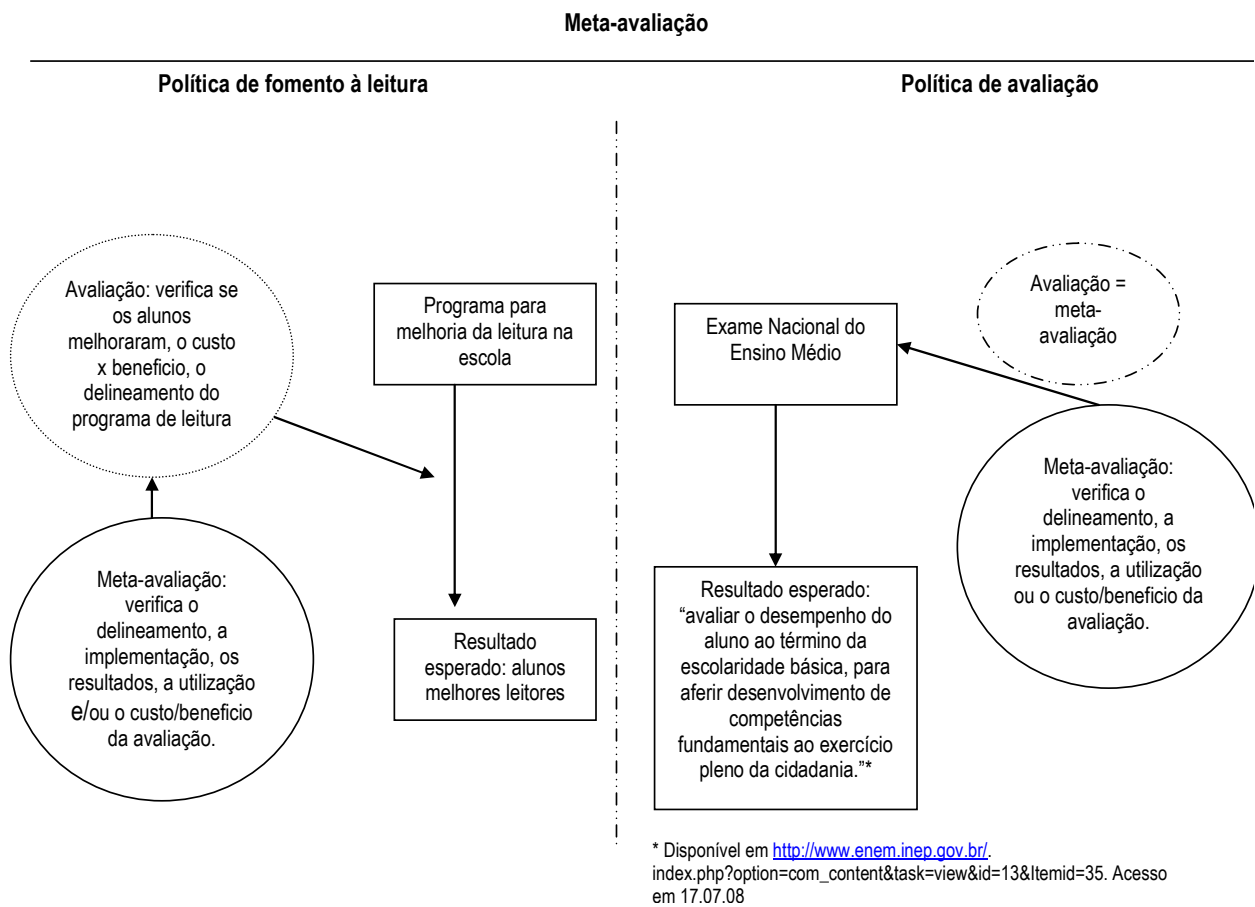 Meta-avaliação
Política de fomento à leitura
Avaliação: verifica se
os alunos
melhoraram, o custo
x beneficio, o
delineamento do
programa de leitura
Programa para
melhoria da leitura na
escola
Meta-avaliação:
verifica o
delineamento, a
implementação, os
resultados, a utilização
e/ou o custo/beneficio
da avaliação.
Resultado
esperado: alunos
melhores leitores
Política de avaliação
Exame Nacional do
Ensino Médio
Avaliação =
meta-
avaliação
Meta-avaliação:
verifica o
delineamento, a
implementação, os
resultados, a utilização
ou o custo/beneficio da
avaliação.
Resultado esperado:
“avaliar o desempenho do
aluno ao término da
escolaridade básica, para
aferir desenvolvimento de
competências
fundamentais ao exercício
pleno da cidadania.”*
* Disponível em http://www.enem.inep.gov.br/.
index.php?option=com_content&task=view&id=13&Itemid=35. Acesso
em 17.07.08